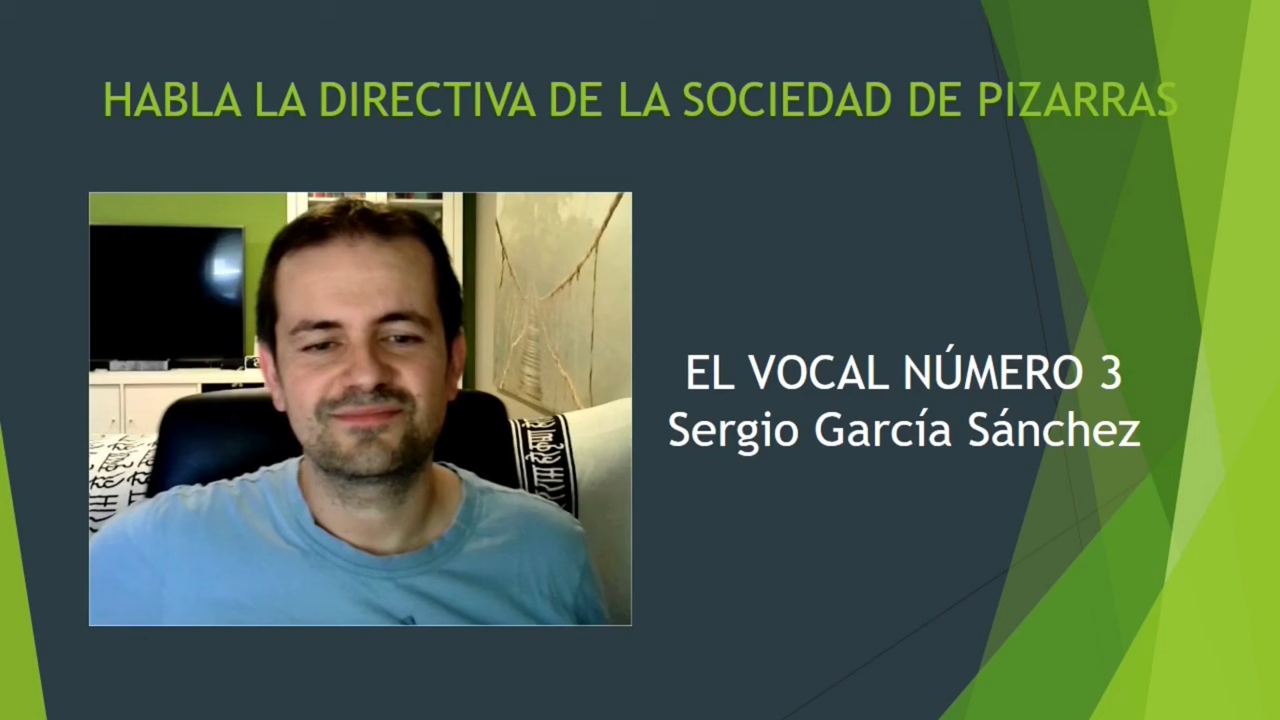 HABLA LA DIRECTIVA DE LA SOCIEDAD DE PIZARRAS
EL VOCAL NÚMERO 3
Sergio García Sánchez